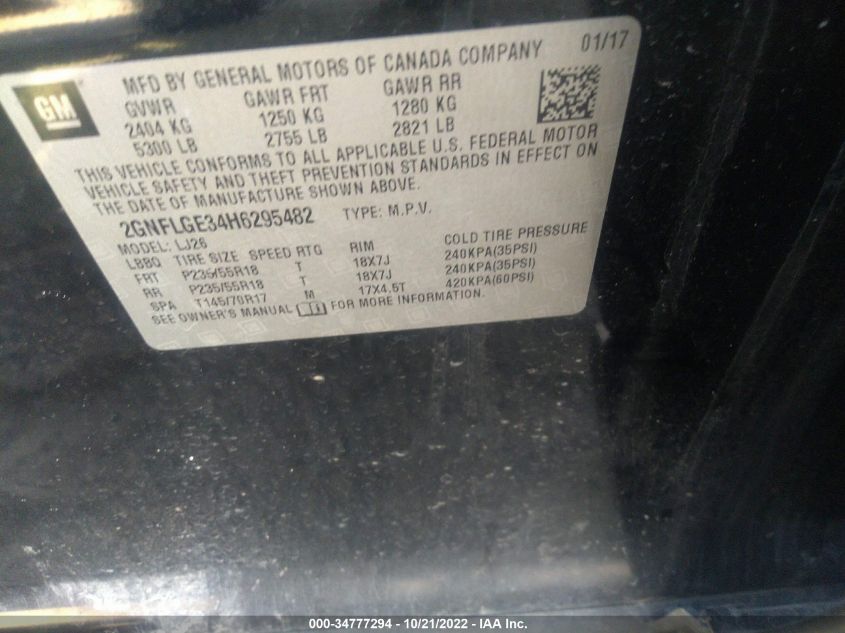 GM
MFD BY GENERAL MOTORS OF CANADA COMPANY 01/17
GVWR GAWR FRT GAWR RR
2404 KG 1250 KG 1280 KG
5300 LB 2755 LB 2821 LB
THIS VEHICLE CONFORMS TO ALL APPLICABLE U.S. FEDERAL MOTOR
VEHICLE SAFETY AND THEFT PREVENTION STANDARDS IN EFFECT ON
THE DATE OF MANUFACTURE SHOWN ABOVE.
2GNFLGE34H6295482 TYPE: M.P.V.
MODEL: LJ26
LBBQ TIRE SIZE SPEED RTG RIM COLD TIRE PRESSURE
FRT P235/55R18 T 18X7J 240KPA(35PSI)
RR P235/55R18 T 18X7J 240KPA(35PSI)
SPA T145/70R17 M 17X4.5T 420KPA(60PSI)
SEE OWNER'S MANUAL FOR MORE INFORMATION.
000-34777294 - 10/21/2022 - IAA Inc.